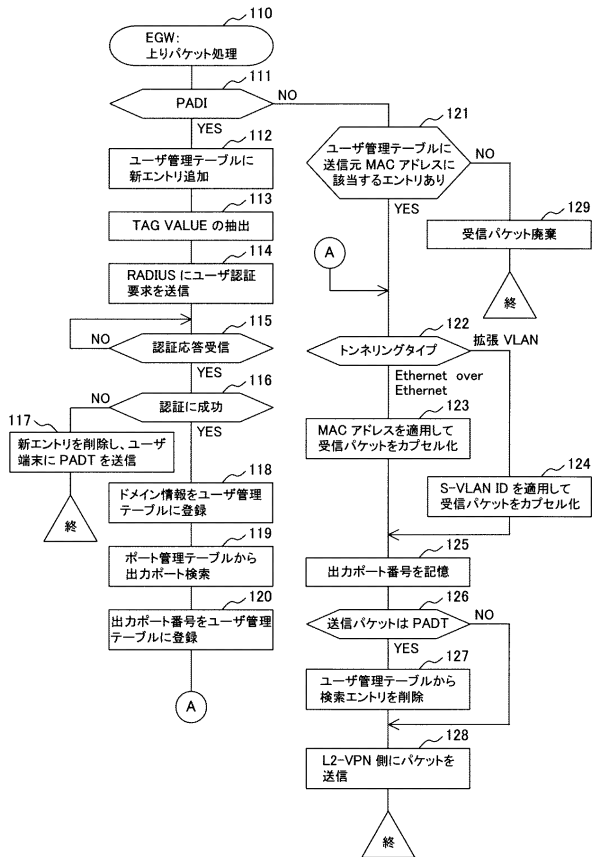 110
EGW:
上りパケット処理
111
PADI
NO
YES
112
ユーザ管理テーブルに
新エントリ追加
113
TAG VALUE の抽出
114
RADIUS にユーザ認証
要求を送信
115
認証応答受信
NO
YES
116
認証に成功
NO
YES
117
新エントリを削除し、ユーザ
端末に PADT を送信
終
118
ドメイン情報をユーザ管理
テーブルに登録
119
ポート管理テーブルから
出力ポート検索
120
出力ポート番号をユーザ管理
テーブルに登録
A
121
ユーザ管理テーブルに
送信元 MAC アドレスに
該当するエントリあり
NO
YES
129
受信パケット廃棄
終
A
122
トンネリングタイプ
拡張 VLAN
Ethernet over
Ethernet
123
MAC アドレスを適用して
受信パケットをカプセル化
124
S-VLAN ID を適用して
受信パケットをカプセル化
125
出力ポート番号を記憶
126
送信パケットは PADT
NO
YES
127
ユーザ管理テーブルから
検索エントリを削除
128
L2-VPN 側にパケットを
送信
終